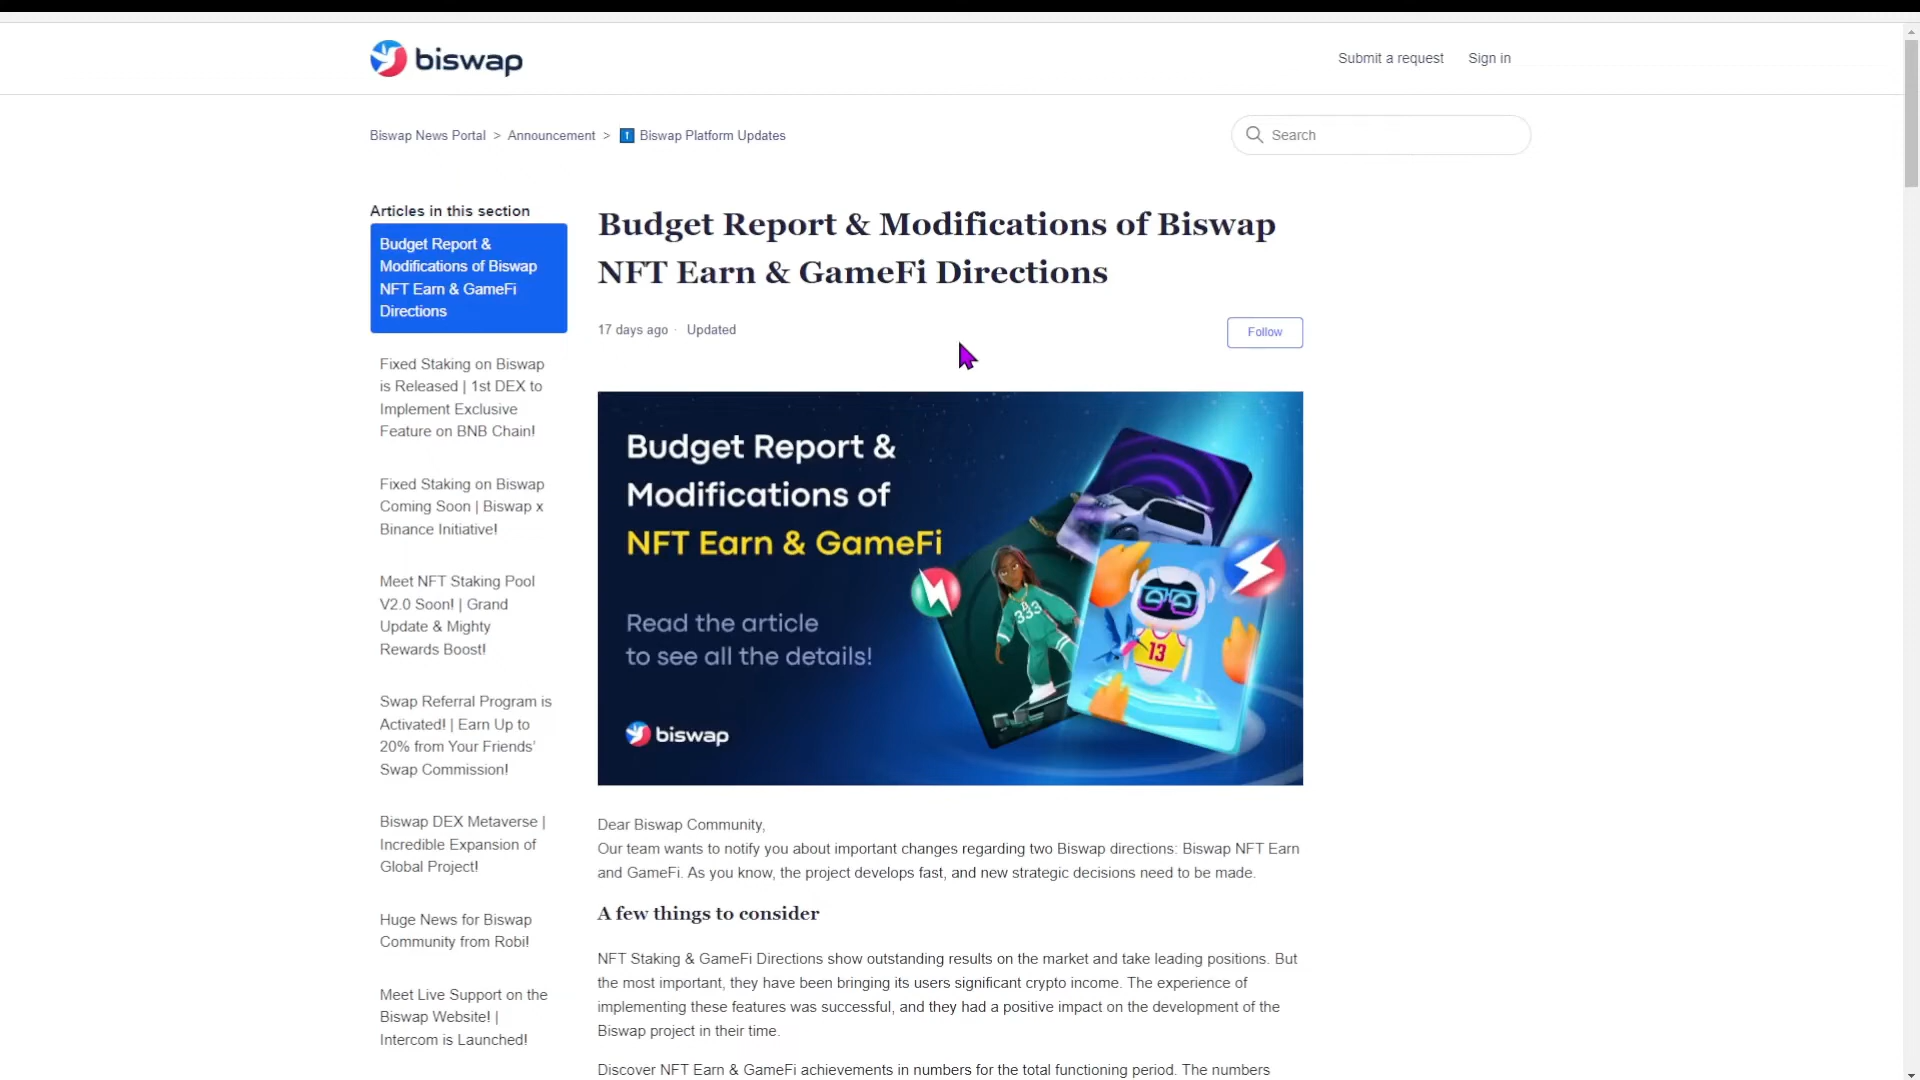 biswap
Submit a request
Sign in
Biswap News Portal > Announcement > Biswap Platform Updates
Search
Articles in this section
Budget Report &
Modifications of Biswap
NFT Earn & GameFi
Directions
Fixed Staking on Biswap
is Released | 1st DEX to
Implement Exclusive
Feature on BNB Chain!
Fixed Staking on Biswap
Coming Soon | Biswap x
Binance Initiative!
Meet NFT Staking Pool
V2.0 Soon! | Grand
Update & Mighty
Rewards Boost!
Swap Referral Program is
Activated! | Earn Up to
20% from Your Friends’
Swap Commission!
Biswap DEX Metaverse |
Incredible Expansion of
Global Project!
Huge News for Biswap
Community from Robi!
Meet Live Support on the
Biswap Website! |
Intercom is Launched!
Budget Report & Modifications of Biswap
NFT Earn & GameFi Directions
17 days ago · Updated
Follow
Budget Report &
Modifications of
NFT Earn & GameFi
Read the article
to see all the details!
biswap
333
13
Dear Biswap Community,
Our team wants to notify you about important changes regarding two Biswap directions: Biswap NFT Earn
and GameFi. As you know, the project develops fast, and new strategic decisions need to be made.
A few things to consider
NFT Staking & GameFi Directions show outstanding results on the market and take leading positions. But
the most important, they have been bringing its users significant crypto income. The experience of
implementing these features was successful, and they had a positive impact on the development of the
Biswap project in their time.
Discover NFT Earn & GameFi achievements in numbers for the total functioning period. The numbers